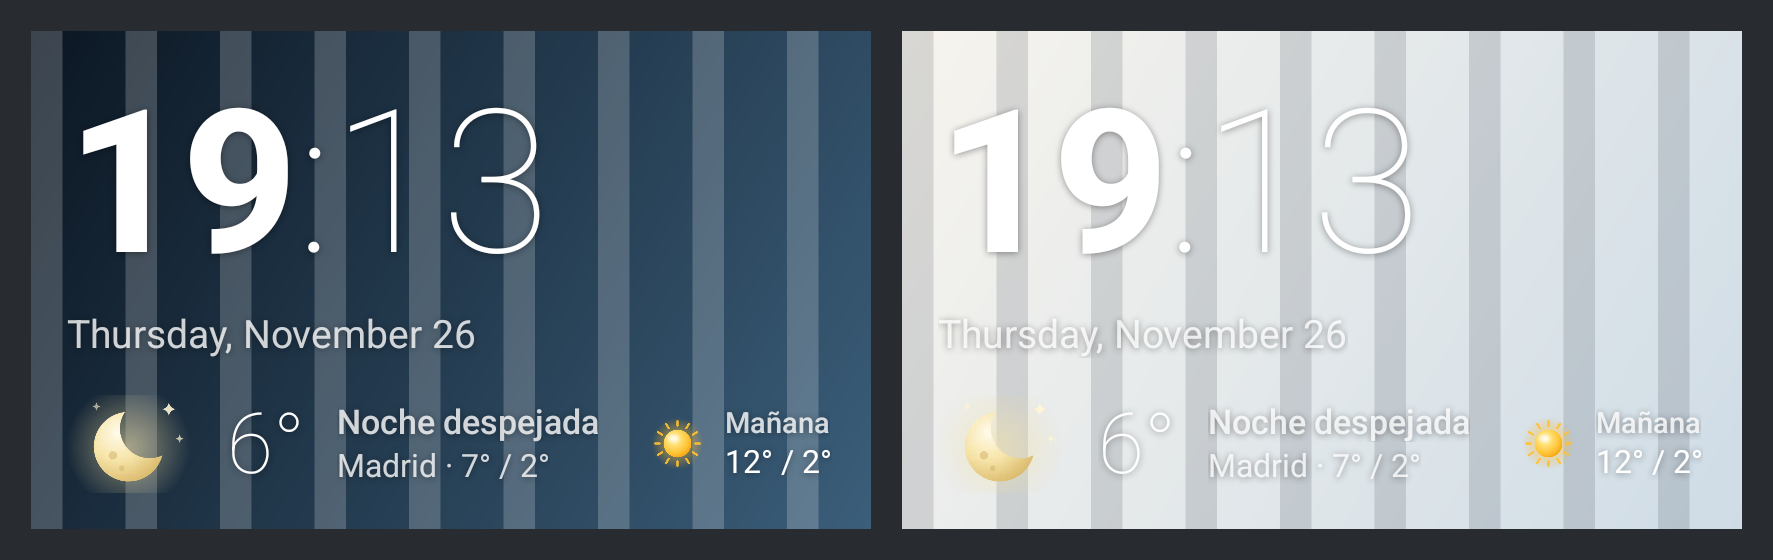 19:13
Thursday, November 26
6°
Noche despejada
Madrid · 7° / 2°
Mañana
12° / 2°
19:13
Thursday, November 26
6°
Noche despejada
Madrid · 7° / 2°
Mañana
12° / 2°